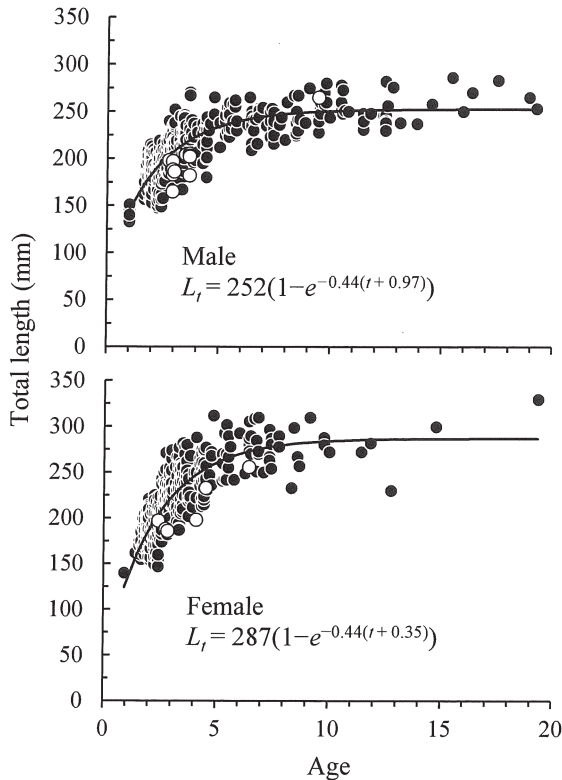 350
300
250
200
150
100
50
0
Male
Lₜ = 252(1−e^−0.44(t + 0.97))
Total length (mm)
350
300
250
200
150
100
50
0
Female
Lₜ = 287(1−e^−0.44(t + 0.35))
0 5 10 15 20
Age